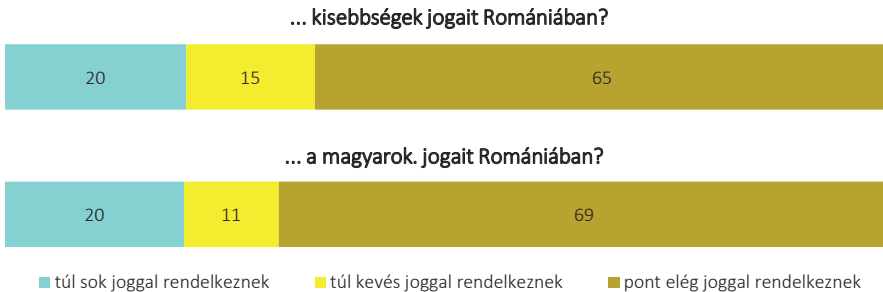 ... kisebbségek jogait Romániában?
20 15 65
... a magyarok. jogait Romániában?
20 11 69
túl sok joggal rendelkeznek túl kevés joggal rendelkeznek pont elég joggal rendelkeznek